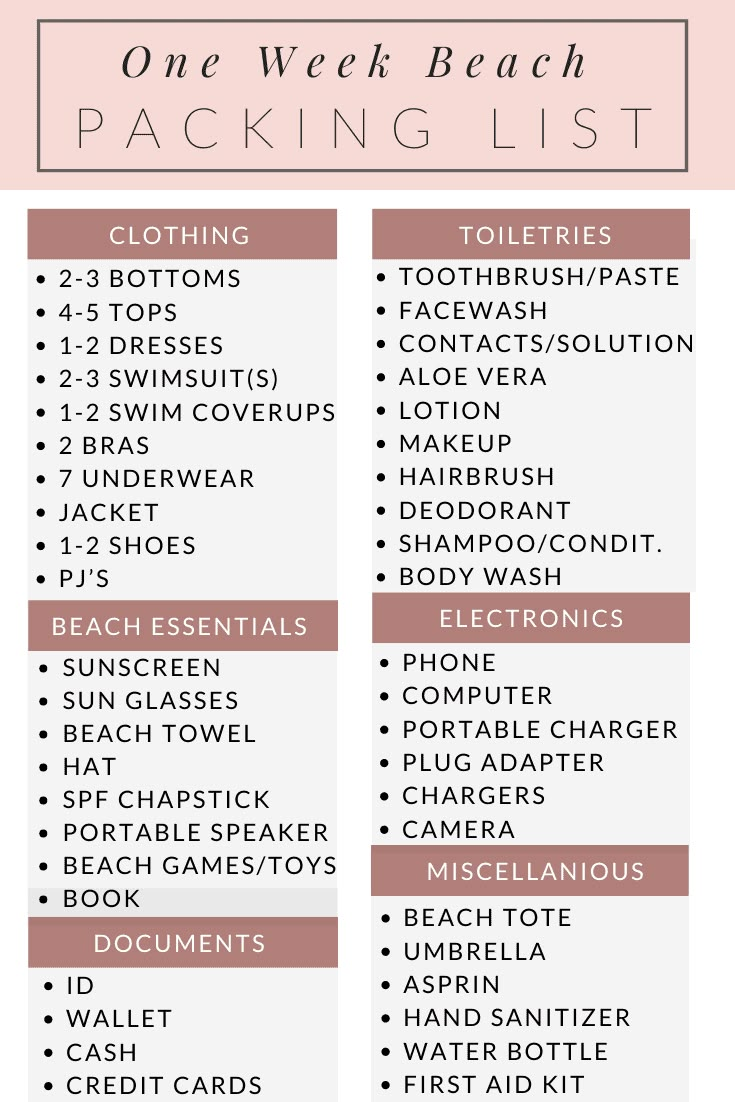 One Week Beach
PACKING LIST
CLOTHING
• 2-3 BOTTOMS
• 4-5 TOPS
• 1-2 DRESSES
• 2-3 SWIMSUIT(S)
• 1-2 SWIM COVERUPS
• 2 BRAS
• 7 UNDERWEAR
• JACKET
• 1-2 SHOES
• PJ’S
BEACH ESSENTIALS
• SUNSCREEN
• SUN GLASSES
• BEACH TOWEL
• HAT
• SPF CHAPSTICK
• PORTABLE SPEAKER
• BEACH GAMES/TOYS
• BOOK
DOCUMENTS
• ID
• WALLET
• CASH
• CREDIT CARDS
TOILETRIES
• TOOTHBRUSH/PASTE
• FACEWASH
• CONTACTS/SOLUTION
• ALOE VERA
• LOTION
• MAKEUP
• HAIRBRUSH
• DEODORANT
• SHAMPOO/CONDIT.
• BODY WASH
ELECTRONICS
• PHONE
• COMPUTER
• PORTABLE CHARGER
• PLUG ADAPTER
• CHARGERS
• CAMERA
MISCELLANIOUS
• BEACH TOTE
• UMBRELLA
• ASPRIN
• HAND SANITIZER
• WATER BOTTLE
• FIRST AID KIT